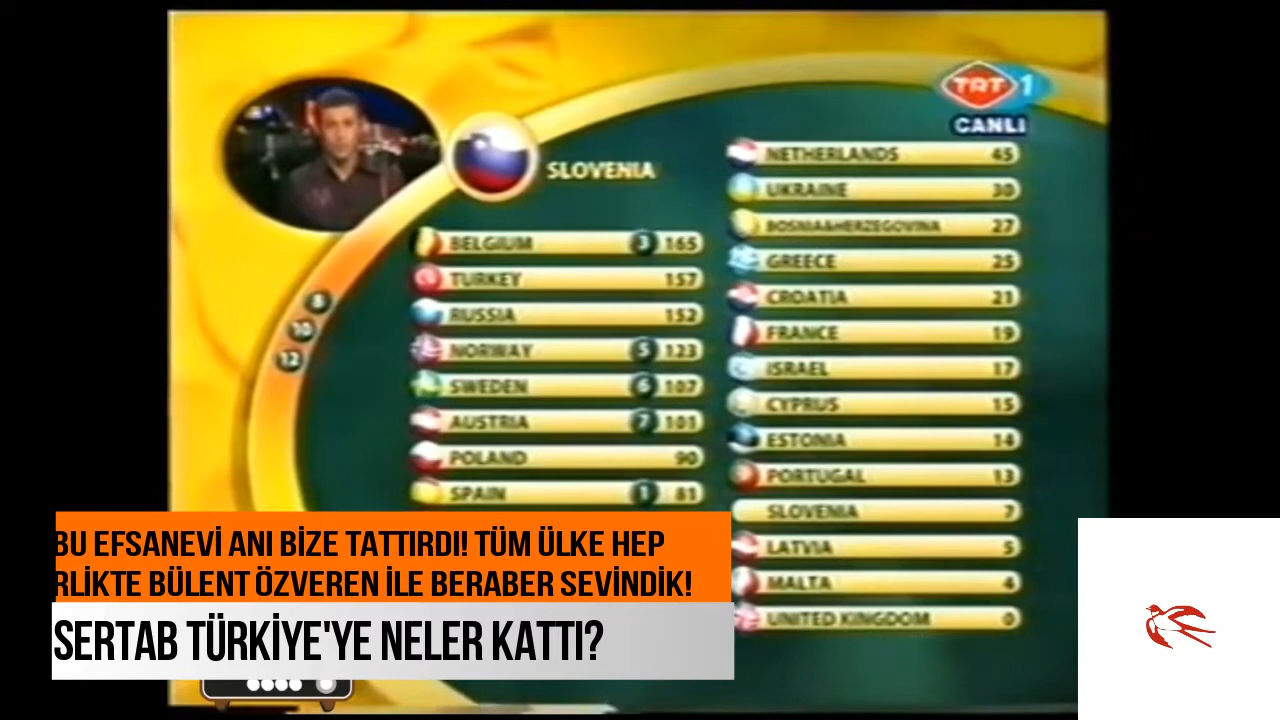 TRT 1
CANLI
SLOVENIA
8
10
12
BELGIUM 3 165
TURKEY 157
RUSSIA 152
NORWAY 5 123
SWEDEN 6 107
AUSTRIA 7 101
POLAND 90
SPAIN 1 81
NETHERLANDS 45
UKRAINE 30
BOSNIA&HERZEGOVINA 27
GREECE 25
CROATIA 21
FRANCE 19
ISRAEL 17
CYPRUS 15
ESTONIA 14
PORTUGAL 13
SLOVENIA 7
LATVIA 5
MALTA 4
UNITED KINGDOM 0
BU EFSANEVİ ANI BİZE TATTIRDI! TÜM ÜLKE HEP
RLİKTE BÜLENT ÖZVEREN İLE BERABER SEVİNDİK!
SERTAB TÜRKİYE'YE NELER KATTI?